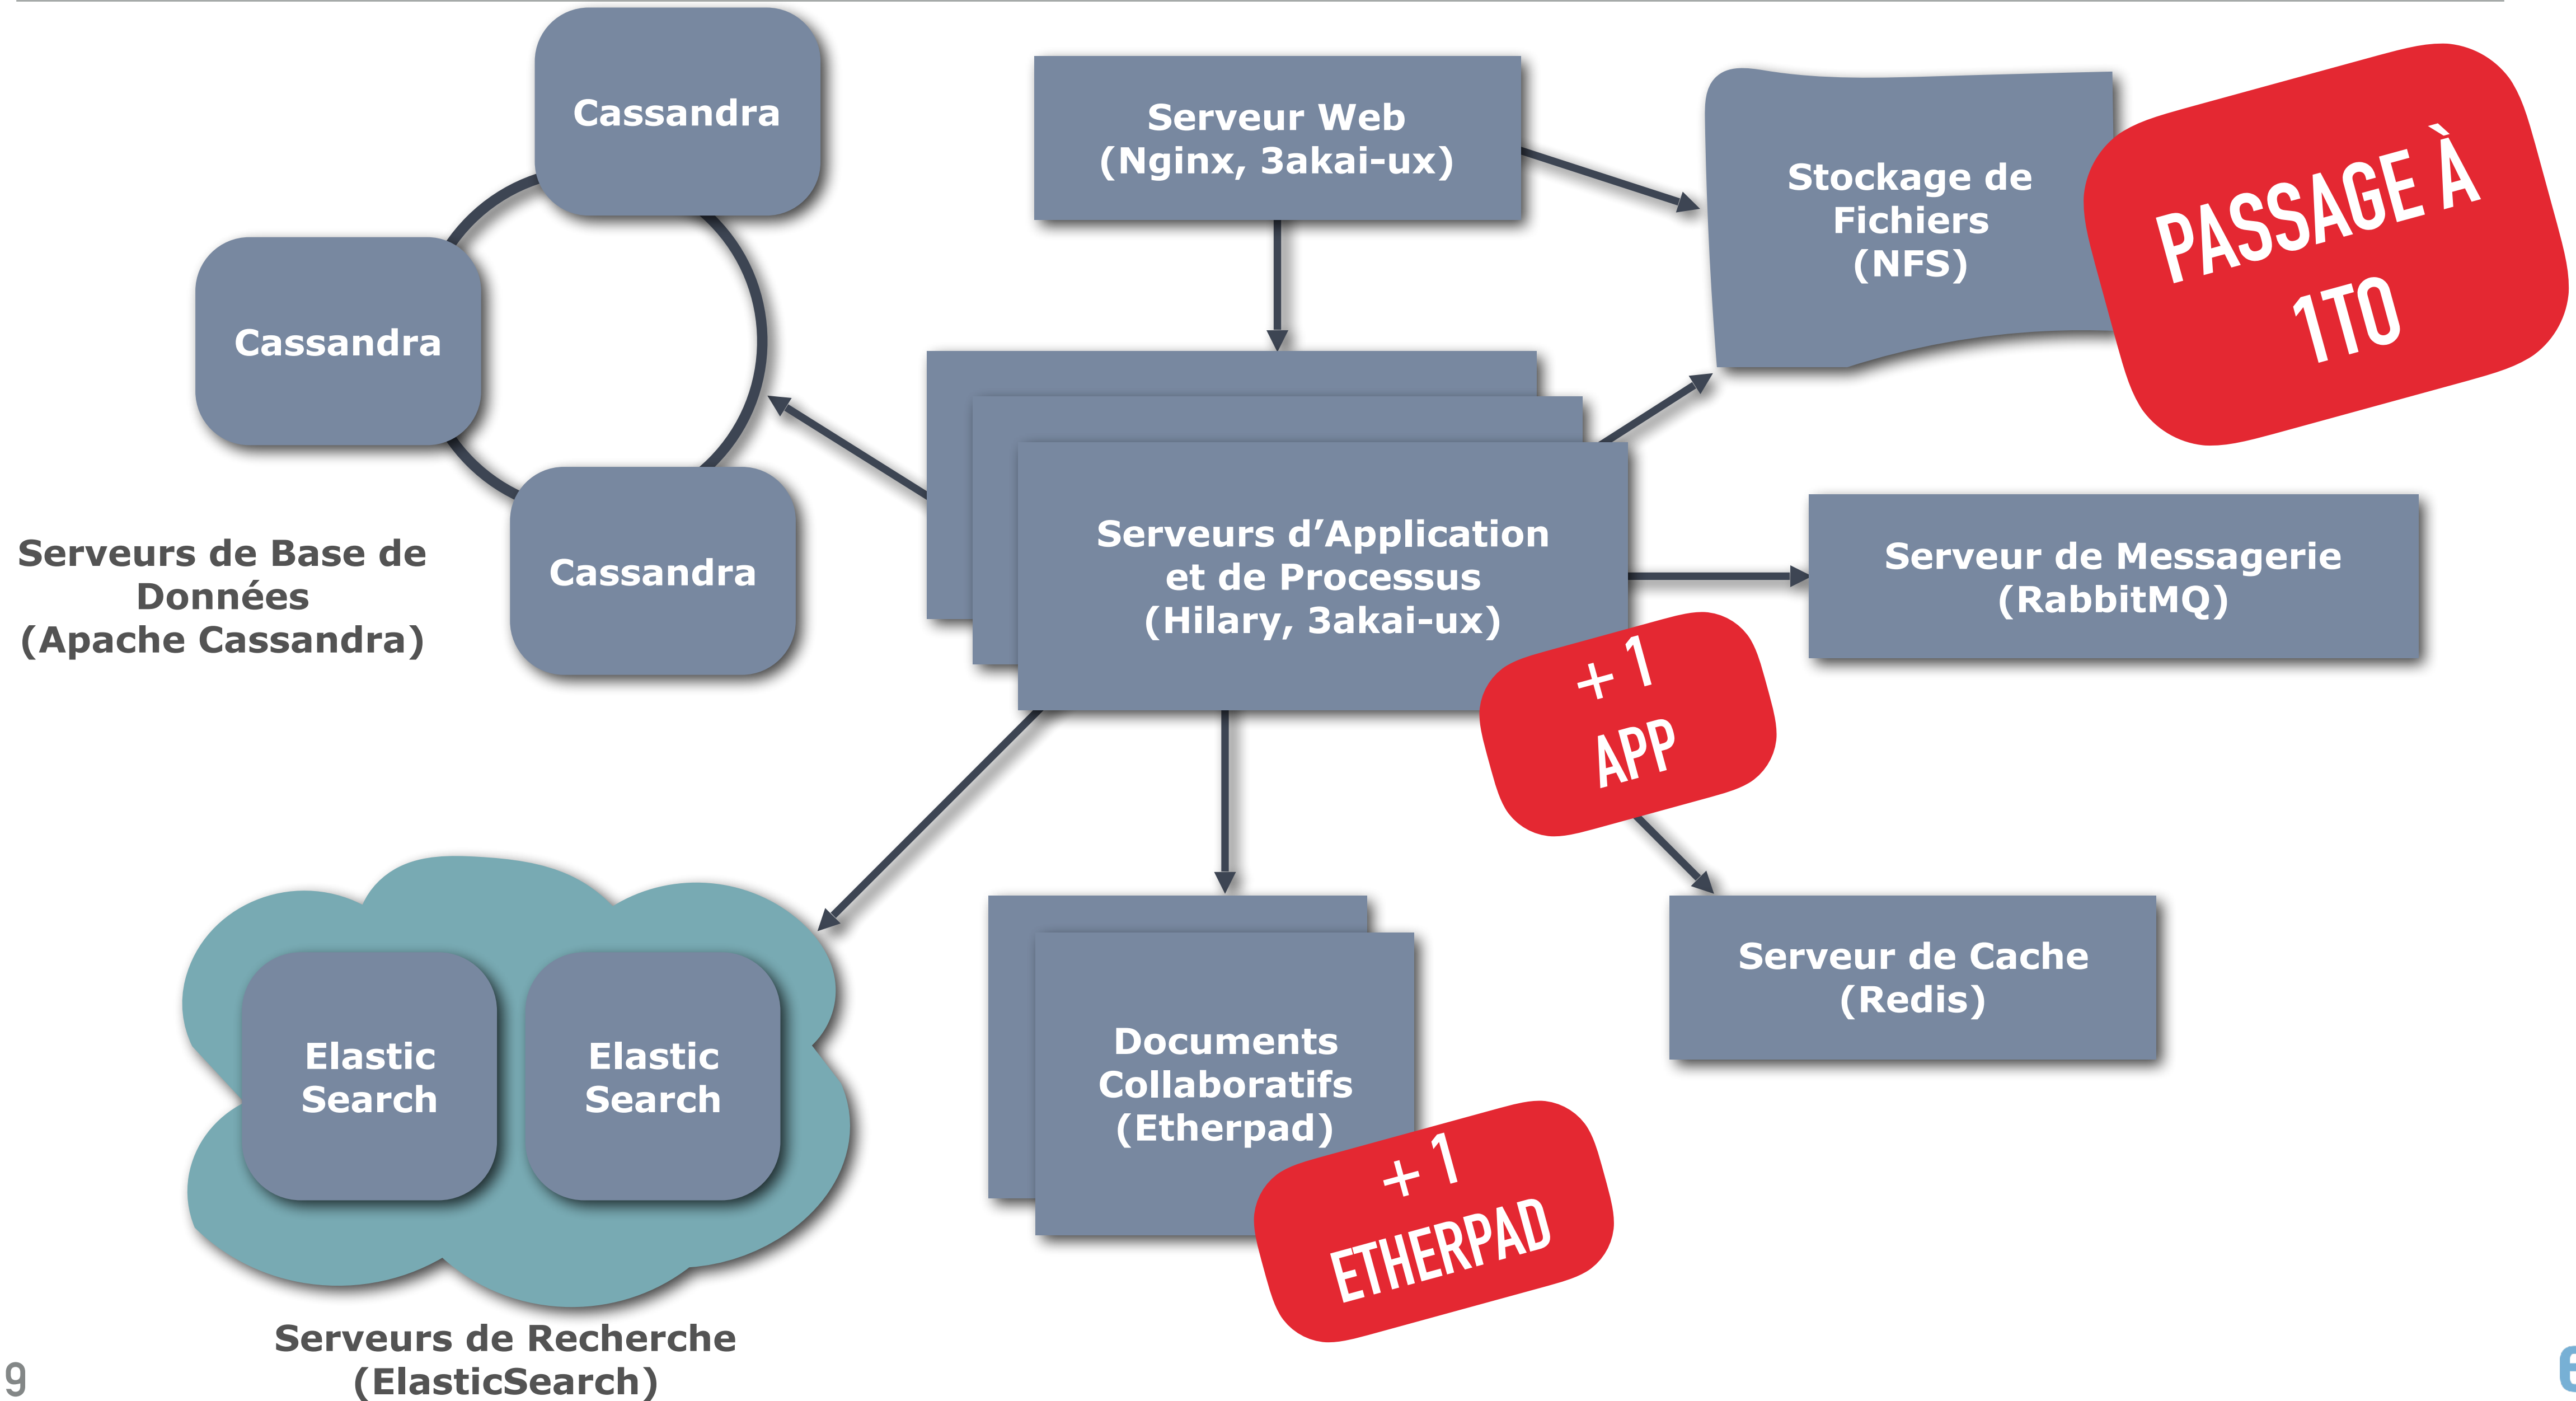 Cassandra
Serveur Web
(Nginx, 3akai-ux)
Stockage de
Fichiers
(NFS)
PASSAGE À
1TO
Cassandra
Cassandra
Serveurs de Base de
Données
(Apache Cassandra)
Serveurs d’Application
et de Processus
(Hilary, 3akai-ux)
Serveur de Messagerie
(RabbitMQ)
+ 1
APP
Serveur de Cache
(Redis)
Documents
Collaboratifs
(Etherpad)
+ 1
ETHERPAD
Elastic
Search
Elastic
Search
Serveurs de Recherche
(ElasticSearch)
9